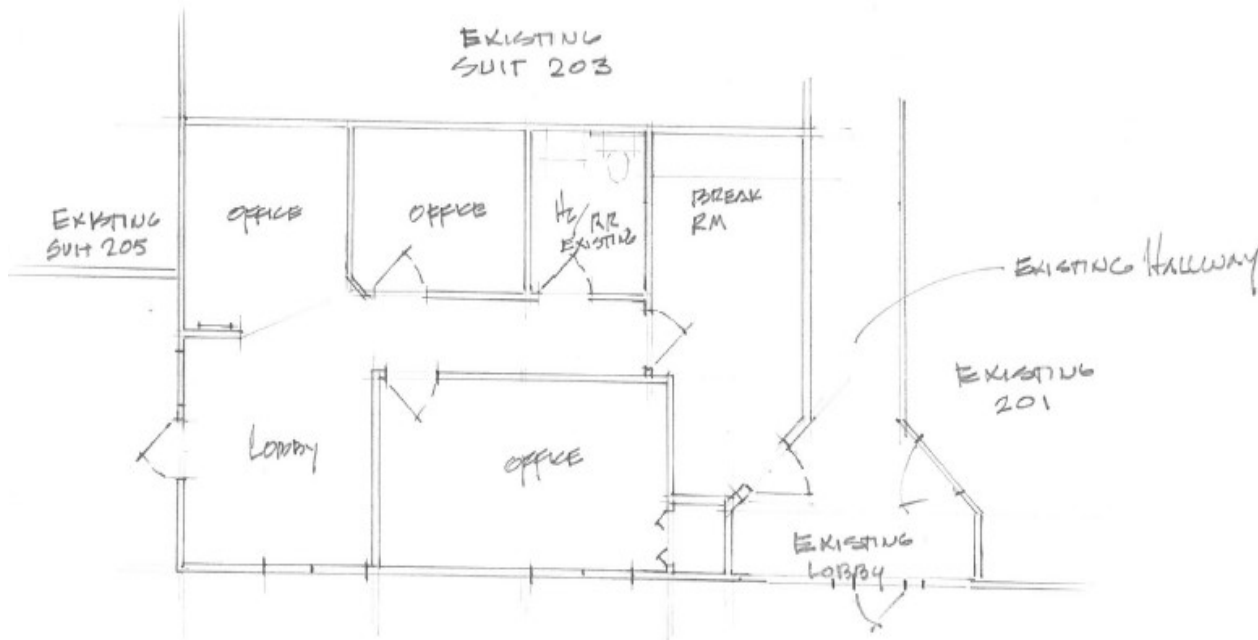 EXISTING
SUIT 203
EXISTING
SUIT 205
OFFICE
OFFICE
HC/RR
EXISTING
BREAK
RM
EXISTING HALLWAY
EXISTING
201
LOBBY
OFFICE
EXISTING
LOBBY